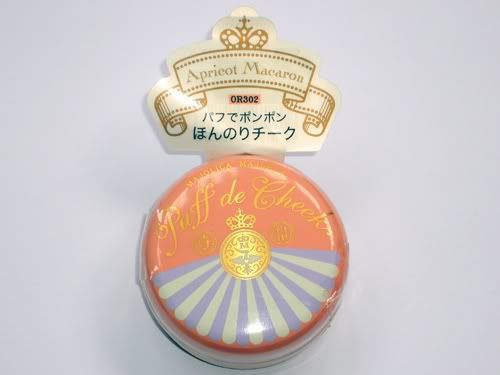 Apricot Macaron
OR302
パフでポンポン
ほんのりチーク
MAJOLICA
Puff de Cheek
M